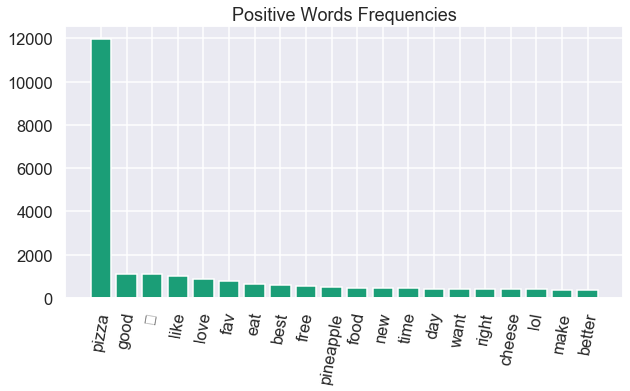 Positive Words Frequencies
12000
10000
8000
6000
4000
2000
0
pizza
good
□
like
love
fav
eat
best
free
pineapple
food
new
time
day
want
right
cheese
lol
make
better